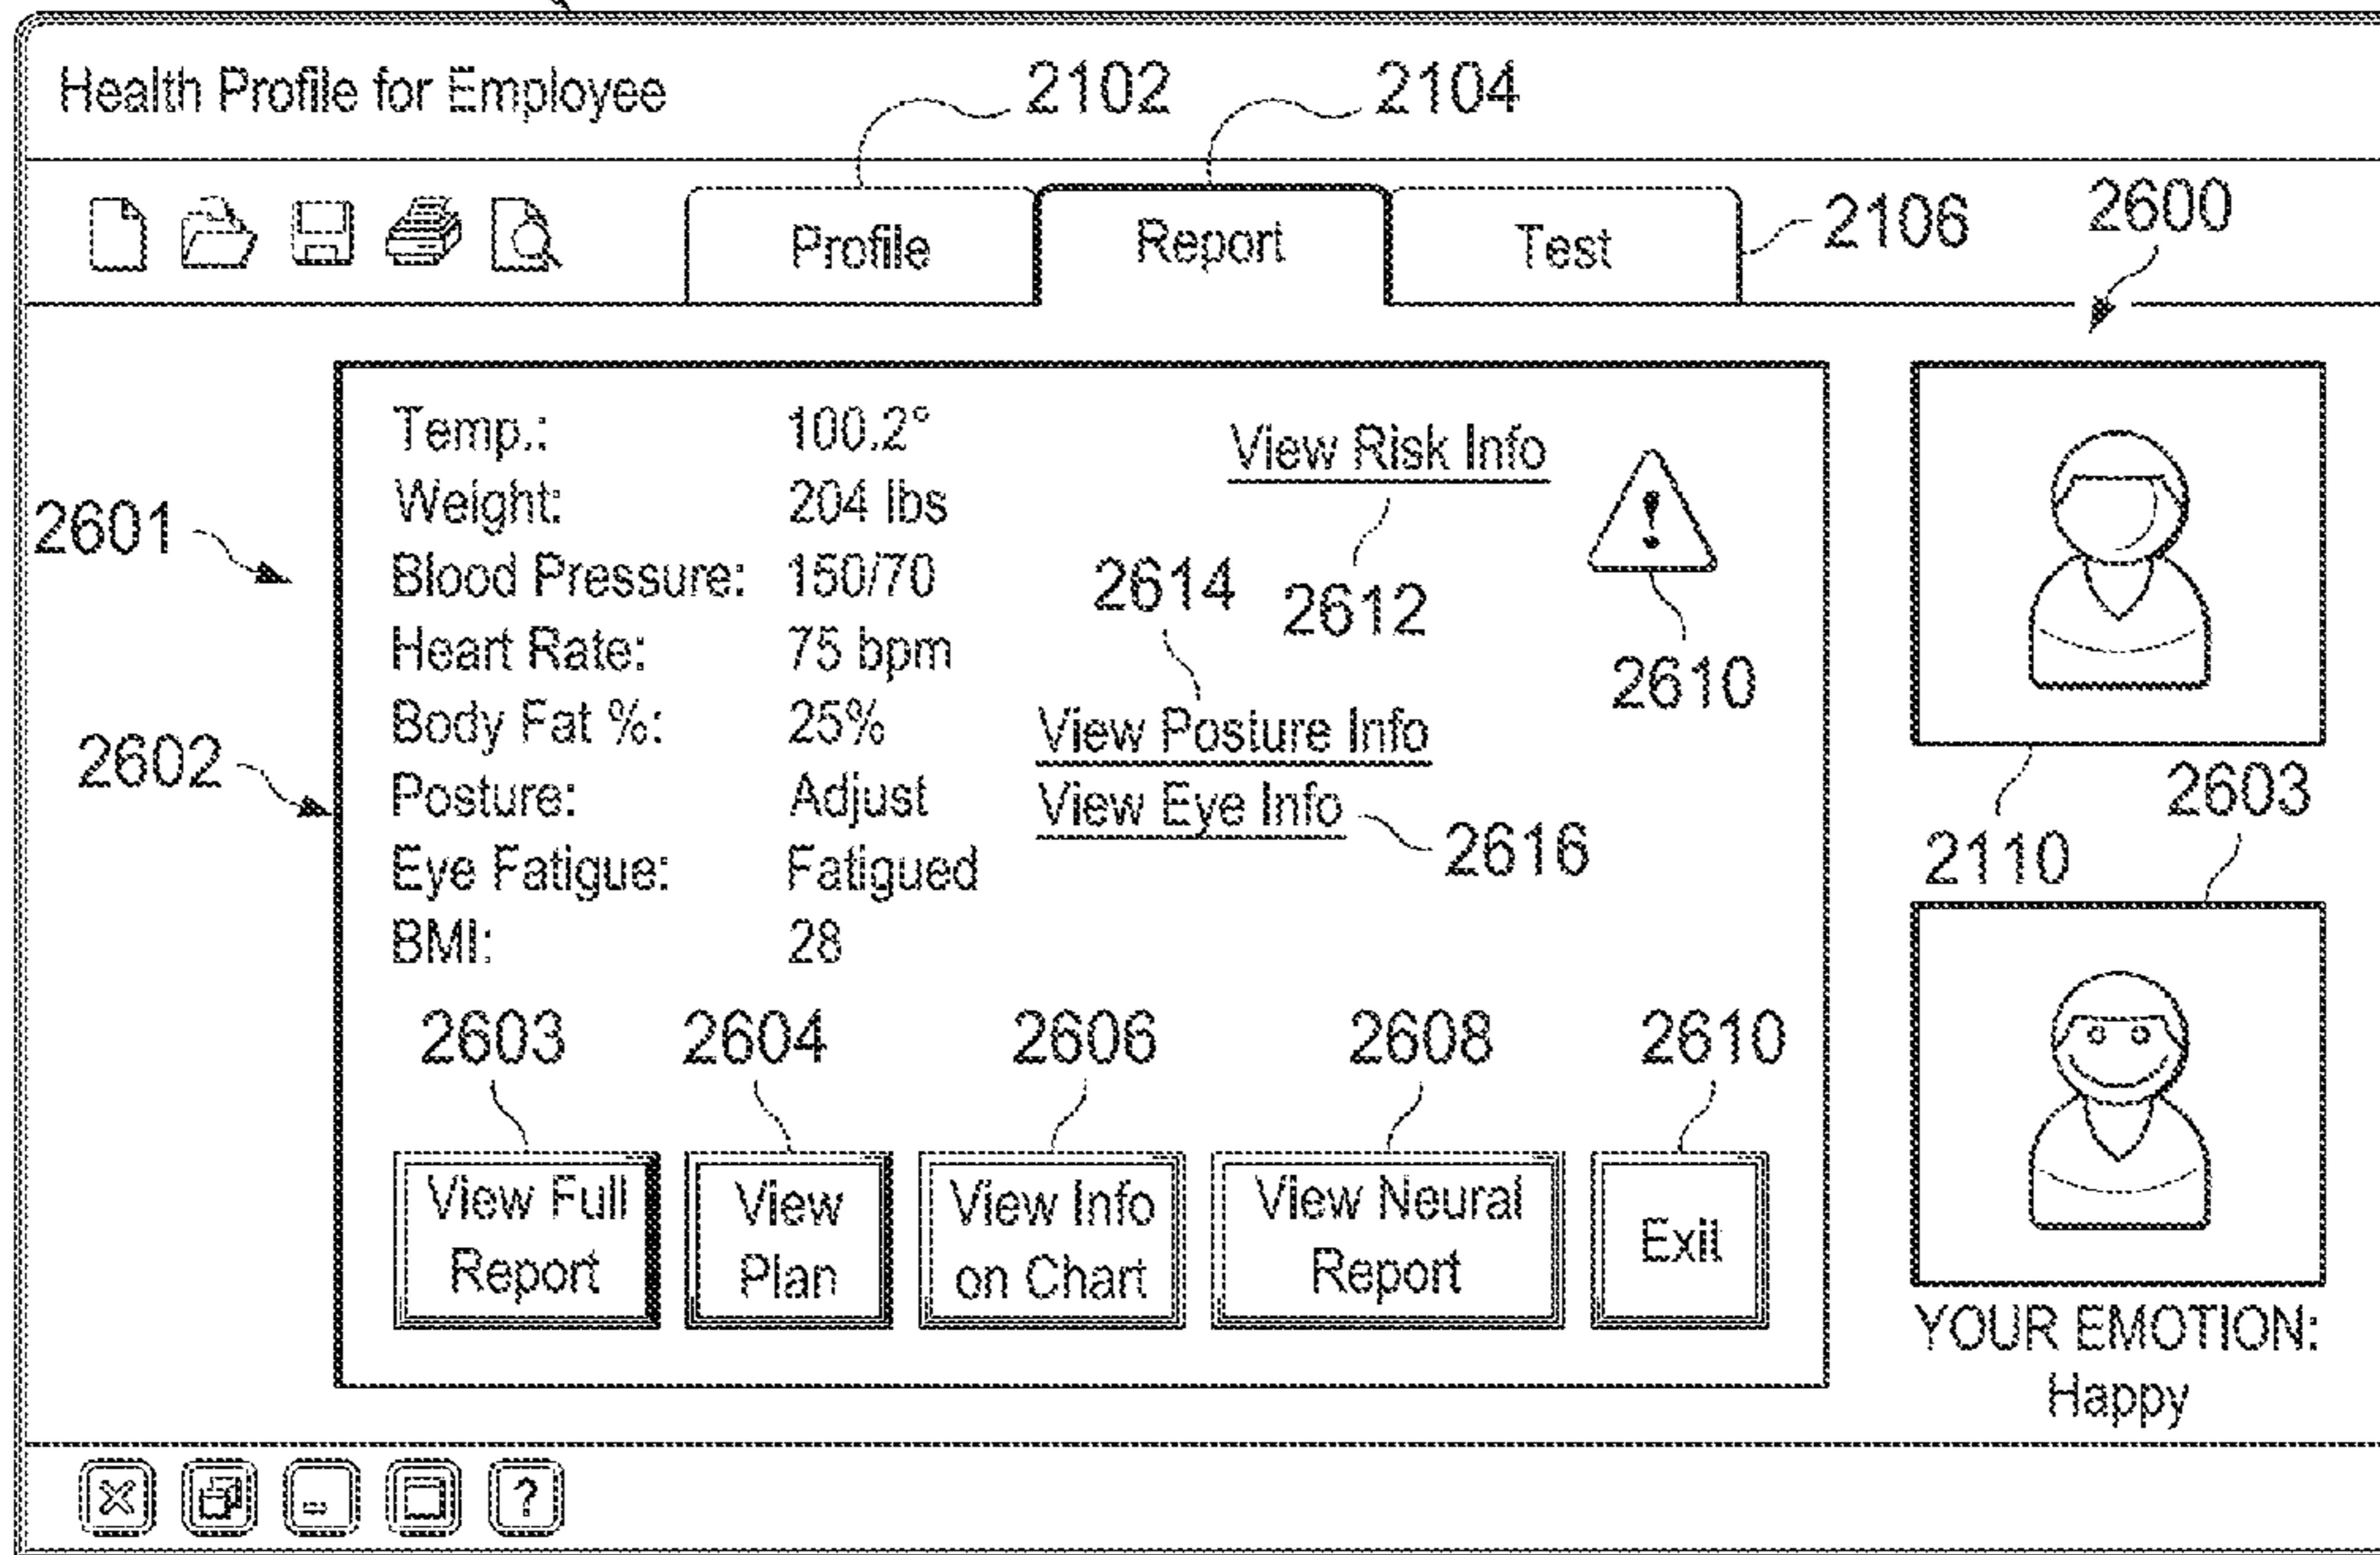 Health Profile for Employee
2102
2104
Profile
Report
Test
2106
2600
Temp.: 100.2°
Weight: 204 lbs
Blood Pressure: 150/70
Heart Rate: 75 bpm
Body Fat %: 25%
Posture: Adjust
Eye Fatigue: Fatigued
BMI: 28
View Risk Info
2601
2614
2612
2610
2602
View Posture Info
View Eye Info
2616
2110
2603
2603
2604
2606
2608
2610
View Full
Report
View
Plan
View Info
on Chart
View Neural
Report
Exit
YOUR EMOTION:
Happy
?